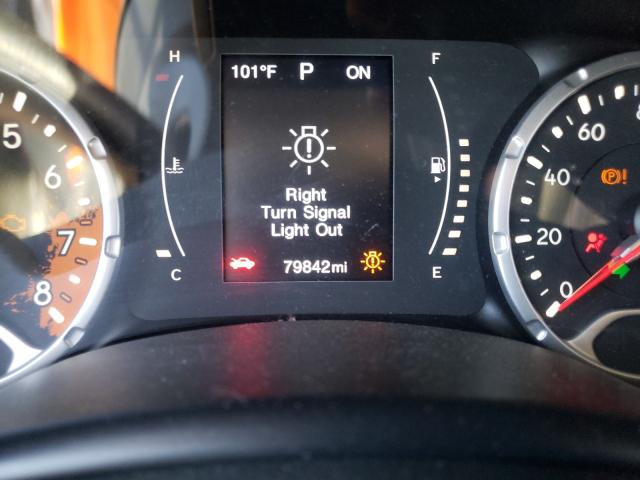 101°F P ON
H
F
Right
Turn Signal
Light Out
79842mi
C
E
5
6
7
8
0
20
40
60
(P)!